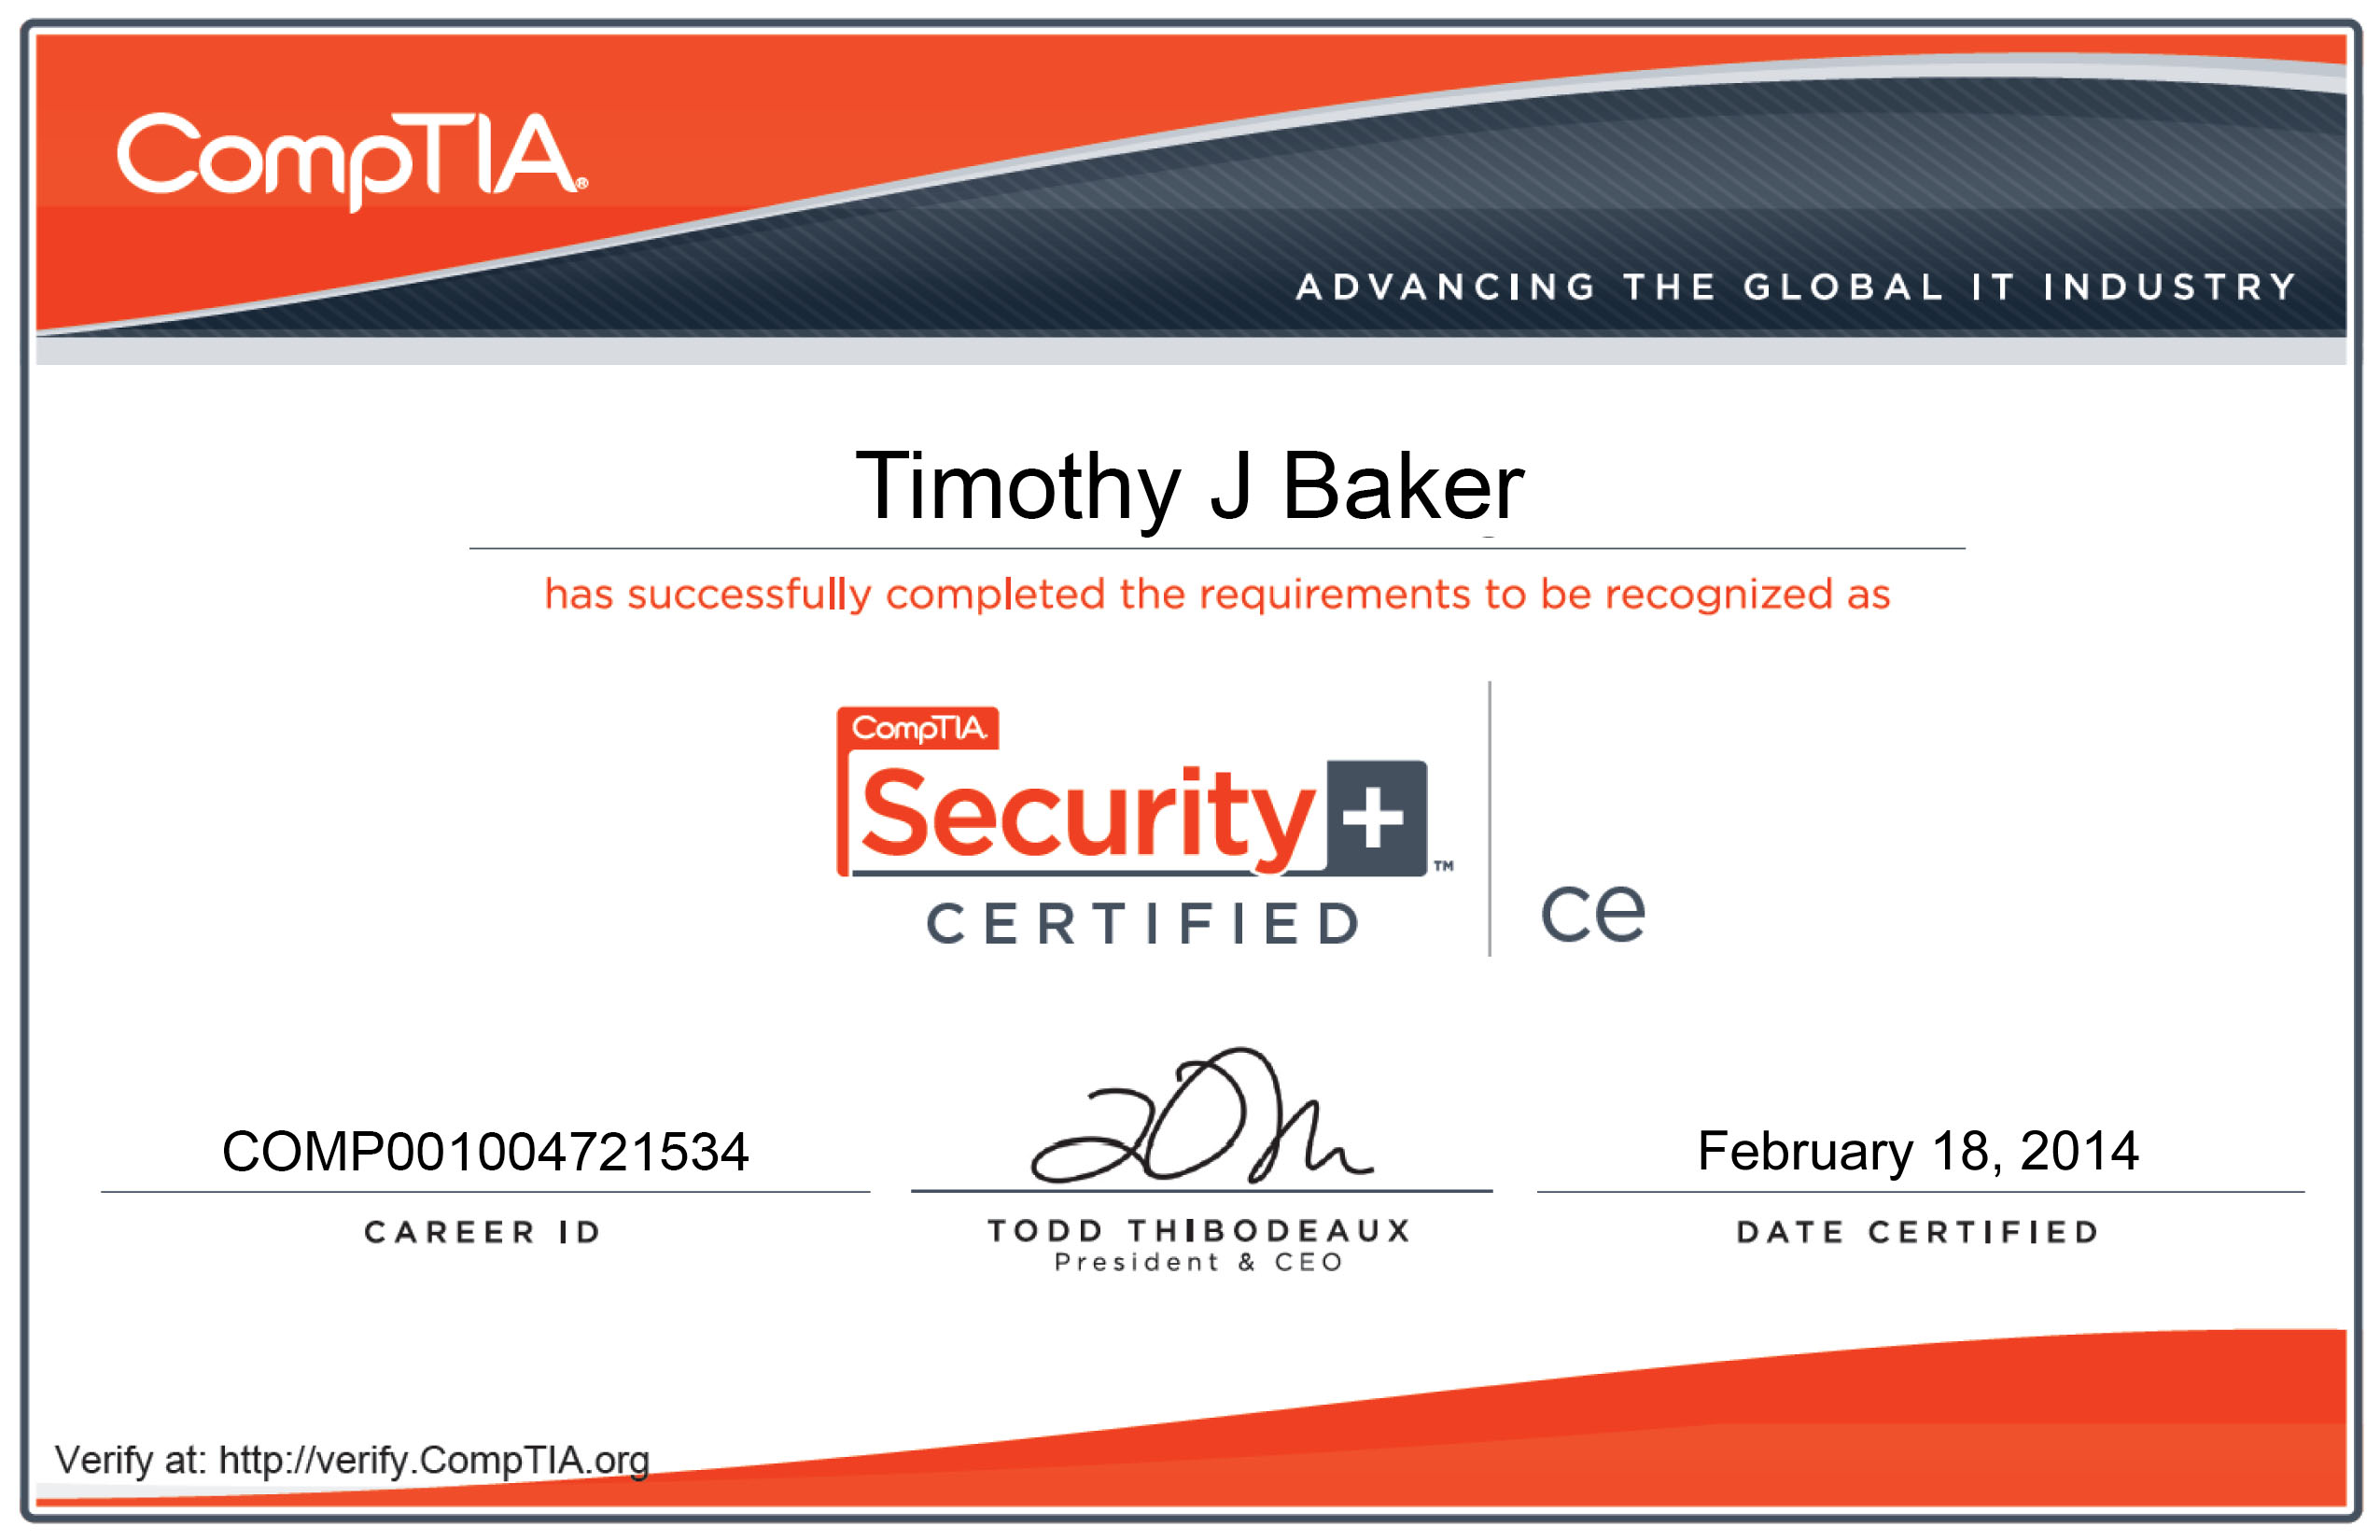 CompTIA®
ADVANCING THE GLOBAL IT INDUSTRY
Timothy J Baker
has successfully completed the requirements to be recognized as
CompTIA.
Security+™
CERTIFIED
ce
COMP001004721534
February 18, 2014
CAREER ID
TODD THIBODEAUX
DATE CERTIFIED
President & CEO
Verify at: http://verify.CompTIA.org